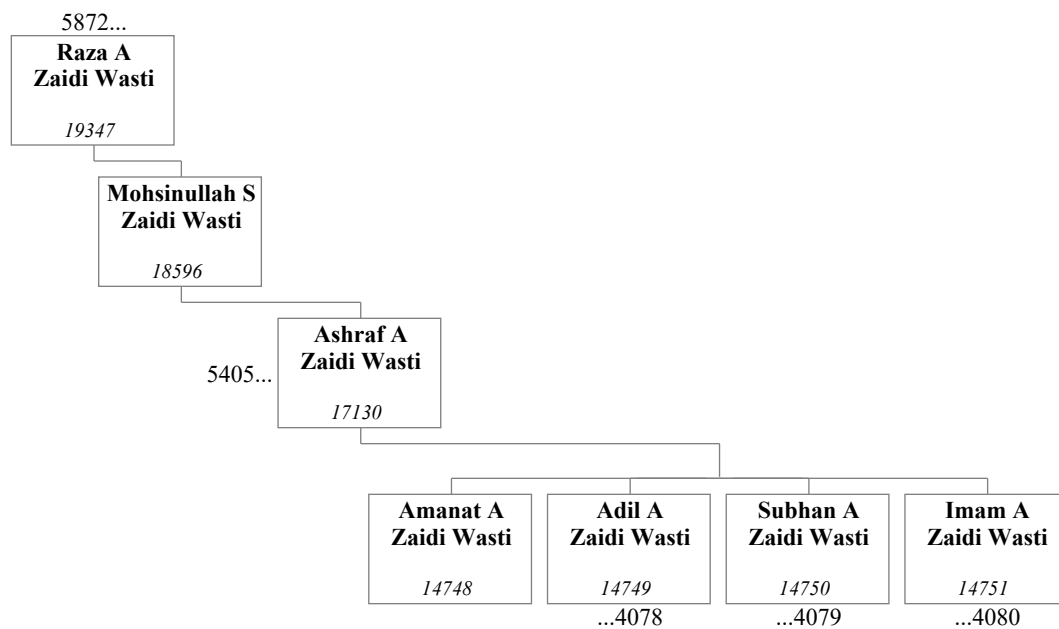 5872...
Raza A
Zaidi Wasti
19347
Mohsinullah S
Zaidi Wasti
18596
Ashraf A
Zaidi Wasti
5405...
17130
Amanat A
Zaidi Wasti
14748
Adil A
Zaidi Wasti
14749
...4078
Subhan A
Zaidi Wasti
14750
...4079
Imam A
Zaidi Wasti
14751
...4080